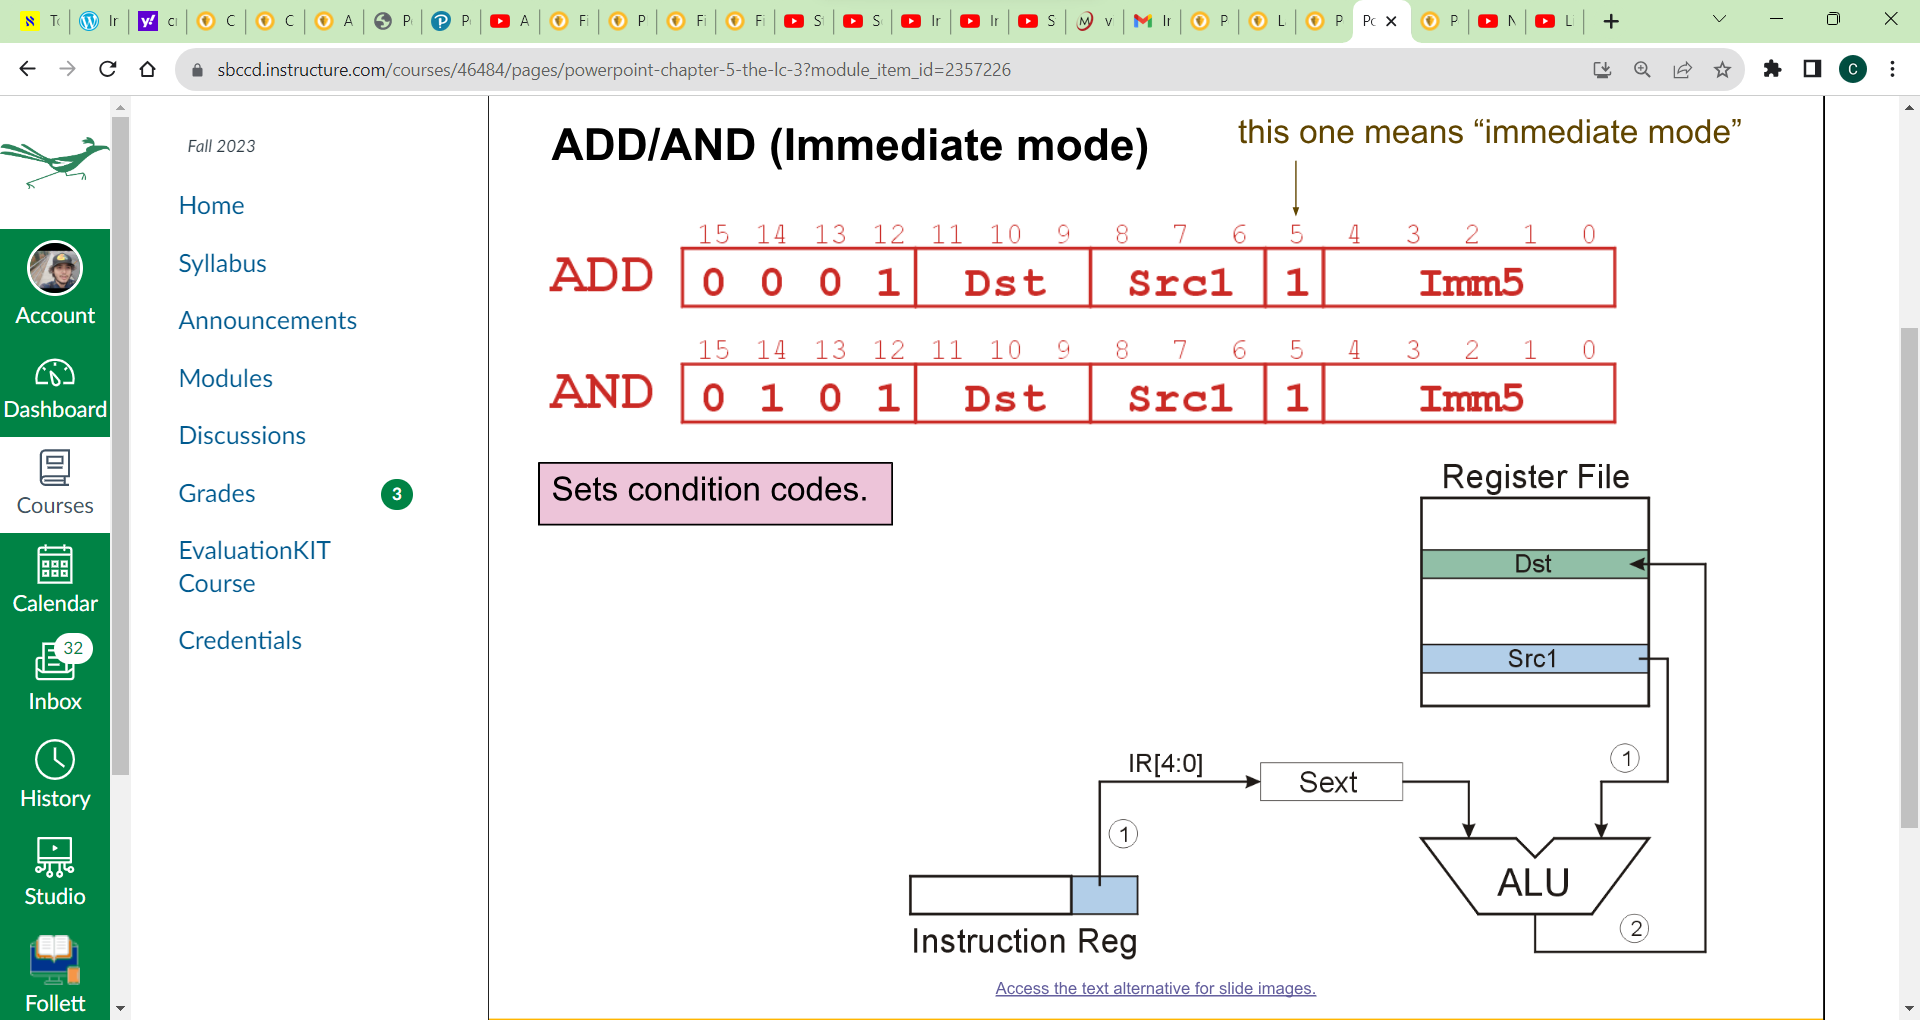 sbccd.instructure.com/courses/46484/pages/powerpoint-chapter-5-the-lc-3?module_item_id=2357226
C
Account
Dashboard
Courses
Calendar
32
Inbox
History
Studio
Follett
Fall 2023
Home
Syllabus
Announcements
Modules
Discussions
Grades
3
EvaluationKIT
Course
Credentials
ADD/AND (Immediate mode)
this one means “immediate mode”
15 14 13 12 11 10 9 8 7 6 5 4 3 2 1 0
ADD 0 0 0 1 Dst Src1 1 Imm5
15 14 13 12 11 10 9 8 7 6 5 4 3 2 1 0
AND 0 1 0 1 Dst Src1 1 Imm5
Sets condition codes.
Register File
Dst
Src1
1
IR[4:0]
Sext
1
ALU
2
Instruction Reg
Access the text alternative for slide images.